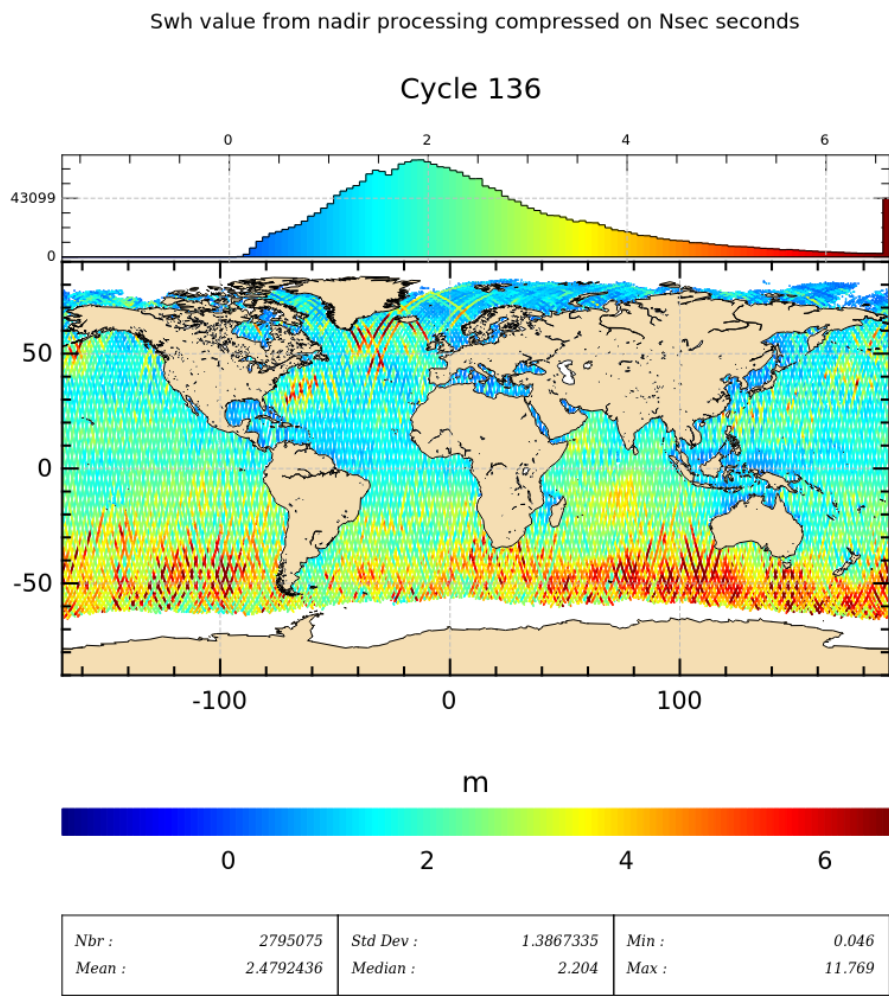 Swh value from nadir processing compressed on Nsec seconds
Cycle 136
0 2 4 6
43099
0
50
0
-50
-100 0 100
m
0 2 4 6
Nbr : 2795075 Std Dev : 1.3867335 Min : 0.046
Mean : 2.4792436 Median : 2.204 Max : 11.769